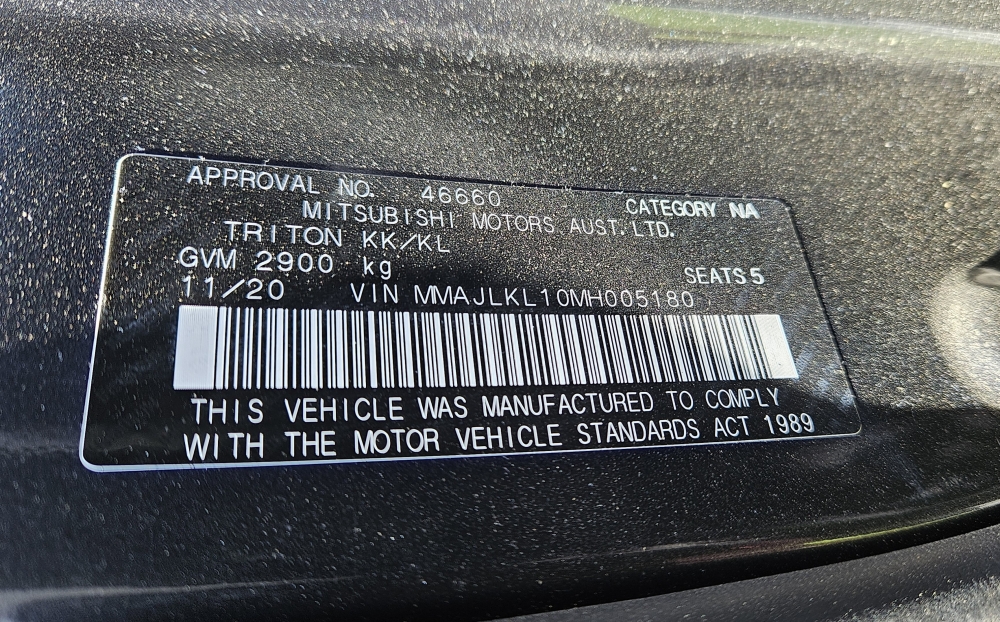 APPROVAL NO. 46660 CATEGORY NA
MITSUBISHI MOTORS AUST. LTD.
TRITON KK/KL
GVM 2900 kg SEATS 5
11/20 VIN MMAJLKL10MH005180
THIS VEHICLE WAS MANUFACTURED TO COMPLY
WITH THE MOTOR VEHICLE STANDARDS ACT 1989